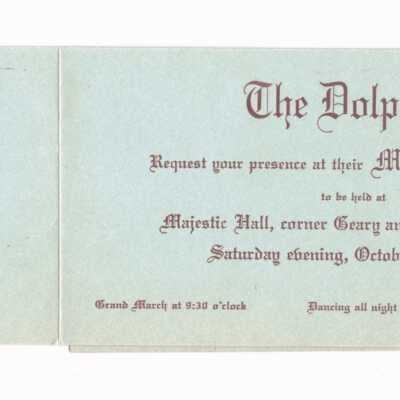 The Dolp
Request your presence at their M
to be held at
Majestic Hall, corner Geary an
Saturday evening, Octob
Grand March at 9:30 o'clock
Dancing all night